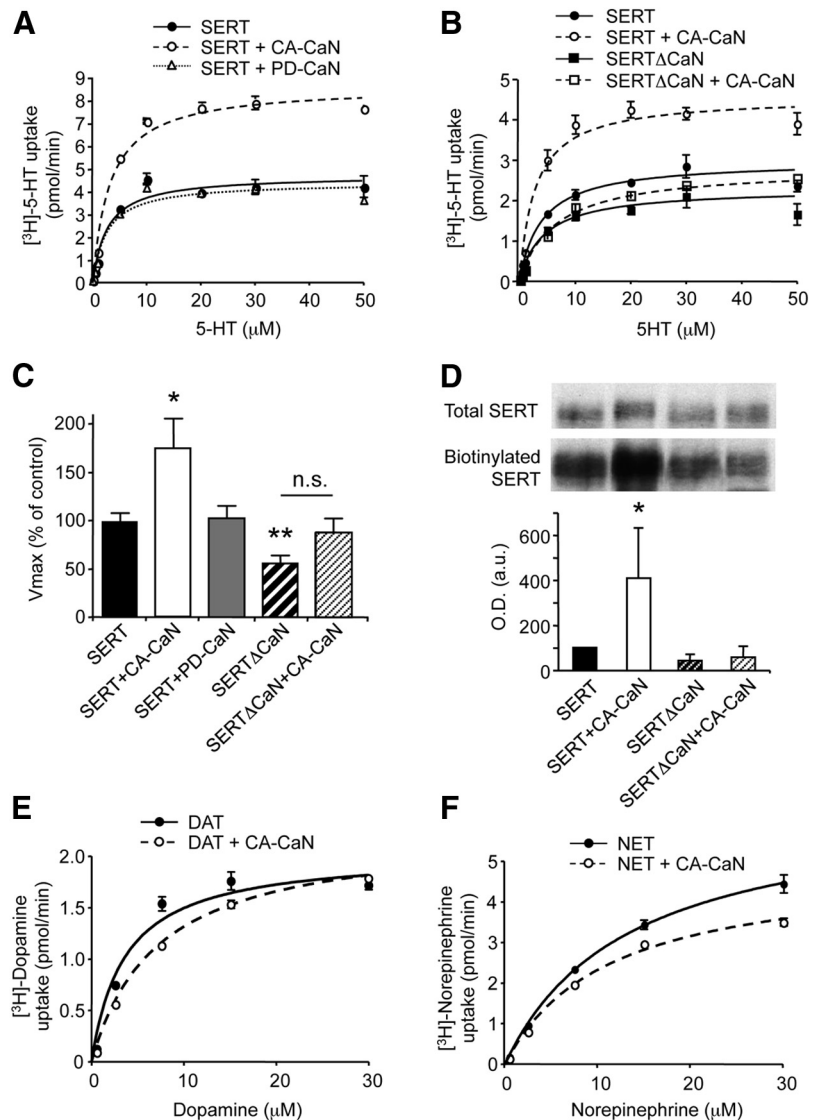 A
SERT
SERT + CA-CaN
SERT + PD-CaN
[³H]-5-HT uptake
(pmol/min)
9
8
7
6
5
4
3
2
1
0
0
10
20
30
40
50
5-HT (μM)
B
SERT
SERT + CA-CaN
SERTΔCaN
SERTΔCaN + CA-CaN
[³H]-5-HT uptake
(pmol/min)
5
4
3
2
1
0
0
10
20
30
40
50
5HT (μM)
C
Vmax (% of control)
200
150
100
50
0
*
**
n.s.
SERT
SERT+CA-CaN
SERT+PD-CaN
SERTΔCaN
SERTΔCaN+CA-CaN
D
Total SERT
Biotinylated
SERT
O.D. (a.u.)
600
400
200
0
*
SERT
SERT+CA-CaN
SERTΔCaN
SERTΔCaN+CA-CaN
E
DAT
DAT + CA-CaN
[³H]-Dopamine
uptake (pmol/min)
2.0
1.5
1.0
0.5
0
0
10
20
30
Dopamine (μM)
F
NET
NET + CA-CaN
[³H]-Norepinephrine
uptake (pmol/min)
5
4
3
2
1
0
0
10
20
30
Norepinephrine (μM)